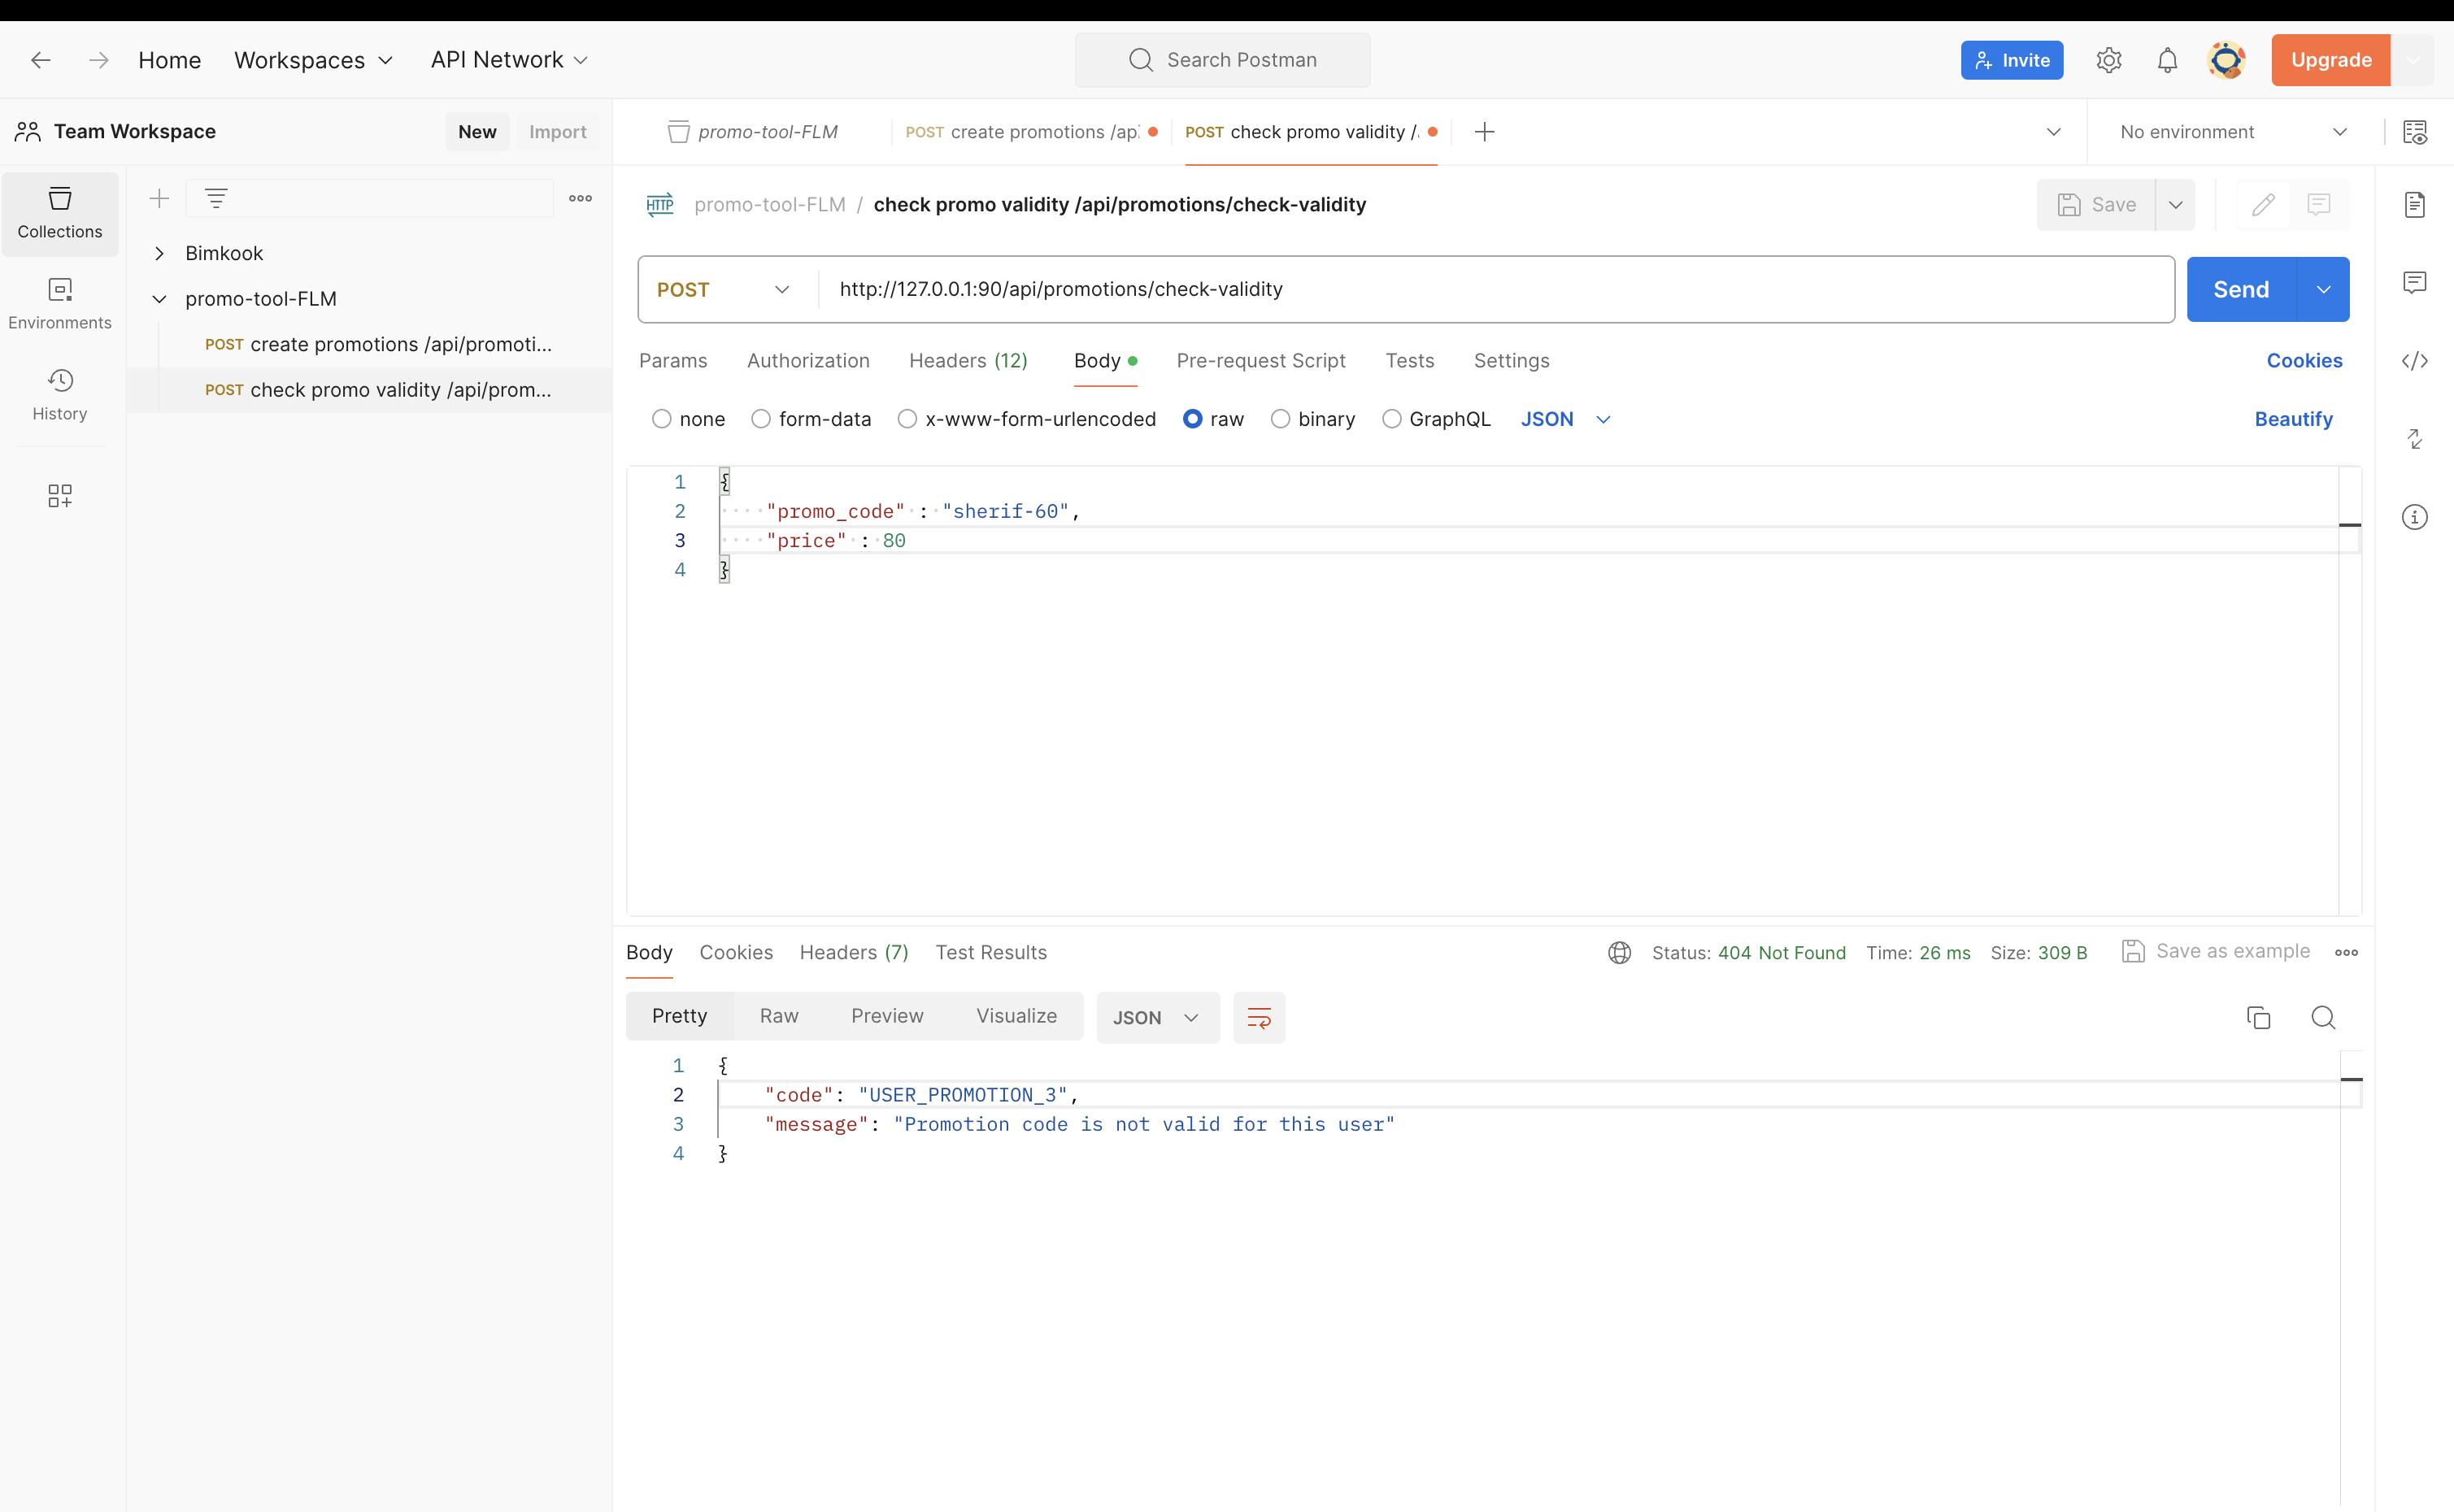 Home Workspaces API Network Search Postman Invite Upgrade
Team Workspace New Import promo-tool-FLM POST create promotions /ap POST check promo validity /. No environment
Collections
Environments
History
Bimkook
promo-tool-FLM
POST create promotions /api/promoti...
POST check promo validity /api/prom...
HTTP promo-tool-FLM / check promo validity /api/promotions/check-validity Save
POST http://127.0.0.1:90/api/promotions/check-validity Send
Params Authorization Headers (12) Body Pre-request Script Tests Settings Cookies
none form-data x-www-form-urlencoded raw binary GraphQL JSON Beautify
1 {
2 "promo_code" : "sherif-60",
3 "price" : 80
4 }
Body Cookies Headers (7) Test Results Status: 404 Not Found Time: 26 ms Size: 309 B Save as example
Pretty Raw Preview Visualize JSON
1 {
2 "code": "USER_PROMOTION_3",
3 "message": "Promotion code is not valid for this user"
4 }